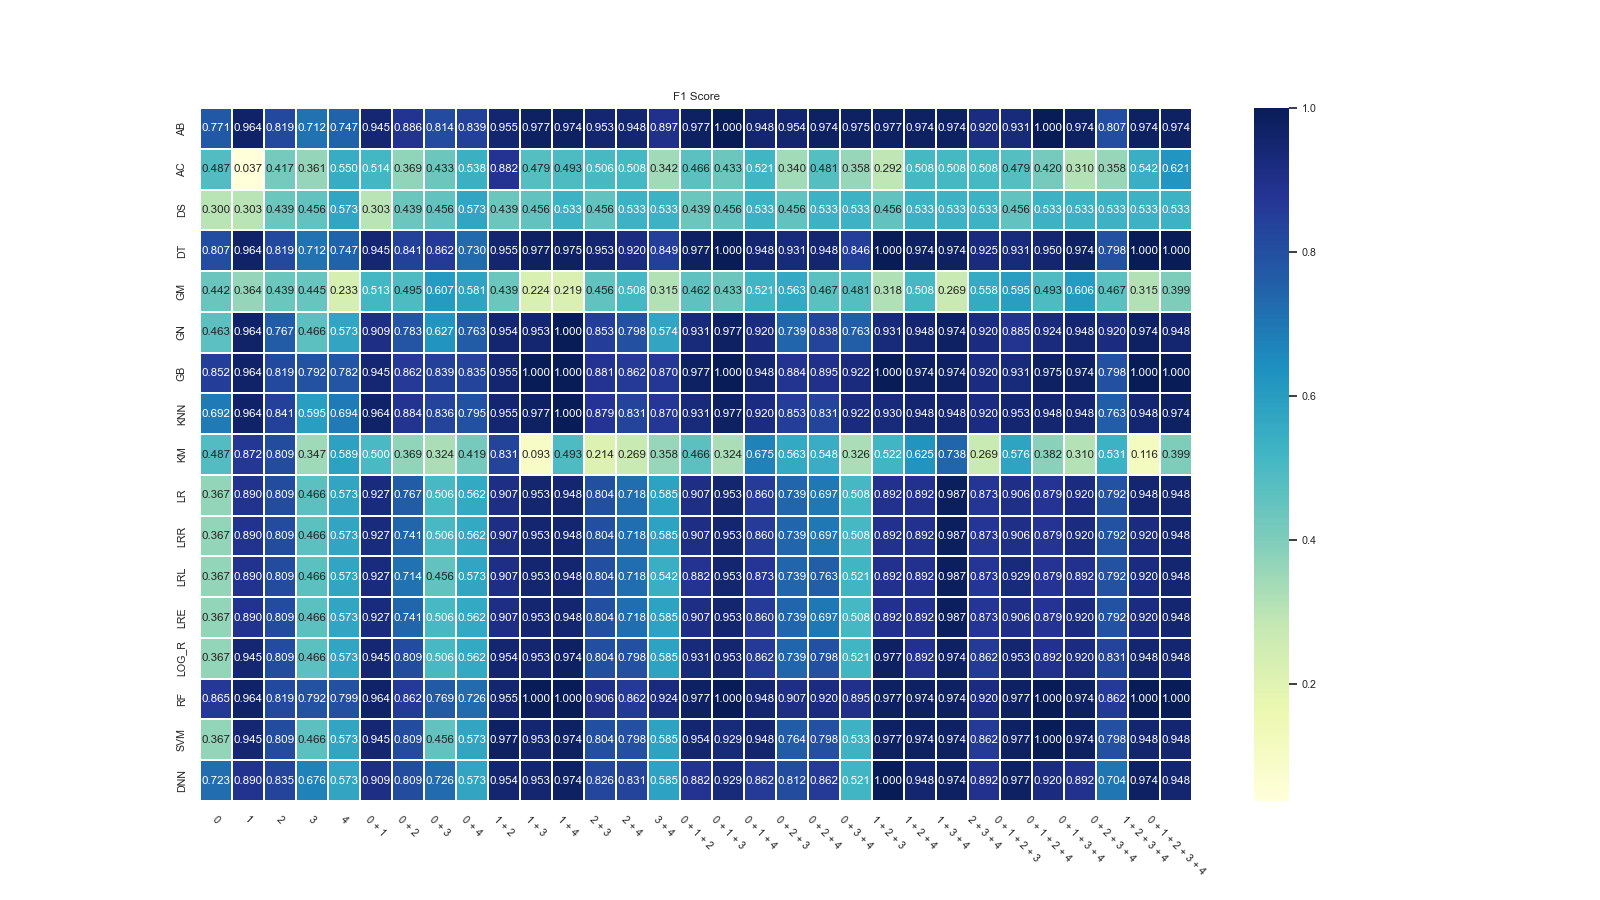 F1 Score
AB 0.771 0.964 0.819 0.712 0.747 0.945 0.886 0.814 0.839 0.955 0.977 0.974 0.953 0.948 0.897 0.977 1.000 0.948 0.954 0.974 0.975 0.977 0.974 0.974 0.920 0.931 1.000 0.974 0.807 0.974 0.974
AC 0.487 0.037 0.417 0.361 0.550 0.514 0.369 0.433 0.538 0.882 0.479 0.493 0.506 0.508 0.342 0.466 0.433 0.521 0.340 0.481 0.358 0.292 0.508 0.508 0.508 0.479 0.420 0.310 0.358 0.542 0.621
DS 0.300 0.303 0.439 0.456 0.573 0.303 0.439 0.456 0.573 0.439 0.456 0.533 0.456 0.533 0.533 0.439 0.456 0.533 0.456 0.533 0.533 0.456 0.533 0.533 0.533 0.456 0.533 0.533 0.533 0.533 0.533
DT 0.807 0.964 0.819 0.712 0.747 0.945 0.841 0.862 0.730 0.955 0.977 0.975 0.953 0.920 0.849 0.977 1.000 0.948 0.931 0.948 0.846 1.000 0.974 0.974 0.925 0.931 0.950 0.974 0.798 1.000 1.000
GM 0.442 0.364 0.439 0.445 0.233 0.513 0.495 0.607 0.581 0.439 0.224 0.219 0.456 0.508 0.315 0.462 0.433 0.521 0.563 0.467 0.481 0.318 0.508 0.269 0.558 0.595 0.493 0.606 0.467 0.315 0.399
GN 0.463 0.964 0.767 0.466 0.573 0.909 0.783 0.627 0.763 0.954 0.953 1.000 0.853 0.798 0.574 0.931 0.977 0.920 0.739 0.838 0.763 0.931 0.948 0.974 0.920 0.885 0.924 0.948 0.920 0.974 0.948
GB 0.852 0.964 0.819 0.792 0.782 0.945 0.862 0.839 0.835 0.955 1.000 1.000 0.881 0.862 0.870 0.977 1.000 0.948 0.884 0.895 0.922 1.000 0.974 0.974 0.920 0.931 0.975 0.974 0.798 1.000 1.000
KNN 0.692 0.964 0.841 0.595 0.694 0.964 0.884 0.836 0.795 0.955 0.977 1.000 0.879 0.831 0.870 0.931 0.977 0.920 0.853 0.831 0.922 0.930 0.948 0.948 0.920 0.953 0.948 0.948 0.763 0.948 0.974
KM 0.487 0.872 0.809 0.347 0.589 0.500 0.369 0.324 0.419 0.831 0.093 0.493 0.214 0.269 0.358 0.466 0.324 0.675 0.563 0.548 0.326 0.522 0.625 0.738 0.269 0.576 0.382 0.310 0.531 0.116 0.399
LR 0.367 0.890 0.809 0.466 0.573 0.927 0.767 0.506 0.562 0.907 0.953 0.948 0.804 0.718 0.585 0.907 0.953 0.860 0.739 0.697 0.508 0.892 0.892 0.987 0.873 0.906 0.879 0.920 0.792 0.948 0.948
LRR 0.367 0.890 0.809 0.466 0.573 0.927 0.741 0.506 0.562 0.907 0.953 0.948 0.804 0.718 0.585 0.907 0.953 0.860 0.739 0.697 0.508 0.892 0.892 0.987 0.873 0.906 0.879 0.920 0.792 0.920 0.948
LRL 0.367 0.890 0.809 0.466 0.573 0.927 0.714 0.456 0.573 0.907 0.953 0.948 0.804 0.718 0.542 0.882 0.953 0.873 0.739 0.763 0.521 0.892 0.892 0.987 0.873 0.929 0.879 0.892 0.792 0.920 0.948
LRE 0.367 0.890 0.809 0.466 0.573 0.927 0.741 0.506 0.562 0.907 0.953 0.948 0.804 0.718 0.585 0.907 0.953 0.860 0.739 0.697 0.508 0.892 0.892 0.987 0.873 0.906 0.879 0.920 0.792 0.920 0.948
LOG_R 0.367 0.945 0.809 0.466 0.573 0.945 0.809 0.506 0.562 0.954 0.953 0.974 0.804 0.798 0.585 0.931 0.953 0.862 0.739 0.798 0.521 0.977 0.892 0.974 0.862 0.953 0.892 0.920 0.831 0.948 0.948
RF 0.865 0.964 0.819 0.792 0.799 0.964 0.862 0.769 0.726 0.955 1.000 1.000 0.906 0.862 0.924 0.977 1.000 0.948 0.907 0.920 0.895 0.977 0.974 0.974 0.920 0.977 1.000 0.974 0.862 1.000 1.000
SVM 0.367 0.945 0.809 0.466 0.573 0.945 0.809 0.456 0.573 0.977 0.953 0.974 0.804 0.798 0.585 0.954 0.929 0.948 0.764 0.798 0.533 0.977 0.974 0.974 0.862 0.977 1.000 0.974 0.798 0.948 0.948
DNN 0.723 0.890 0.835 0.676 0.573 0.909 0.809 0.726 0.573 0.954 0.953 0.974 0.826 0.831 0.585 0.882 0.929 0.862 0.812 0.862 0.521 1.000 0.948 0.974 0.892 0.977 0.920 0.892 0.704 0.974 0.948
0
1
2
3
4
0 + 1
0 + 2
0 + 3
0 + 4
1 + 2
1 + 3
1 + 4
2 + 3
2 + 4
3 + 4
0 + 1 + 2
0 + 1 + 3
0 + 1 + 4
0 + 2 + 3
0 + 2 + 4
0 + 3 + 4
1 + 2 + 3
1 + 2 + 4
1 + 3 + 4
2 + 3 + 4
0 + 1 + 2 + 3
0 + 1 + 2 + 4
0 + 1 + 3 + 4
0 + 2 + 3 + 4
1 + 2 + 3 + 4
0 + 1 + 2 + 3 + 4
1.0
0.8
0.6
0.4
0.2